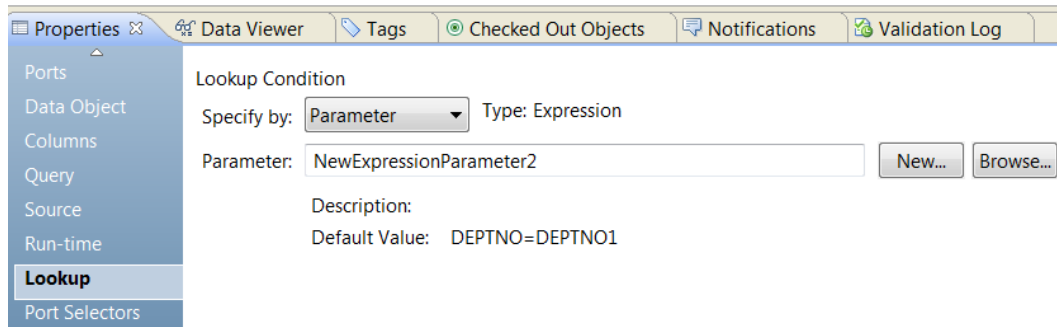 Properties Data Viewer Tags Checked Out Objects Notifications Validation Log
Ports
Data Object
Columns
Query
Source
Run-time
Lookup
Port Selectors
Lookup Condition
Specify by: Parameter Type: Expression
Parameter: NewExpressionParameter2 New... Browse...
Description:
Default Value: DEPTNO=DEPTNO1